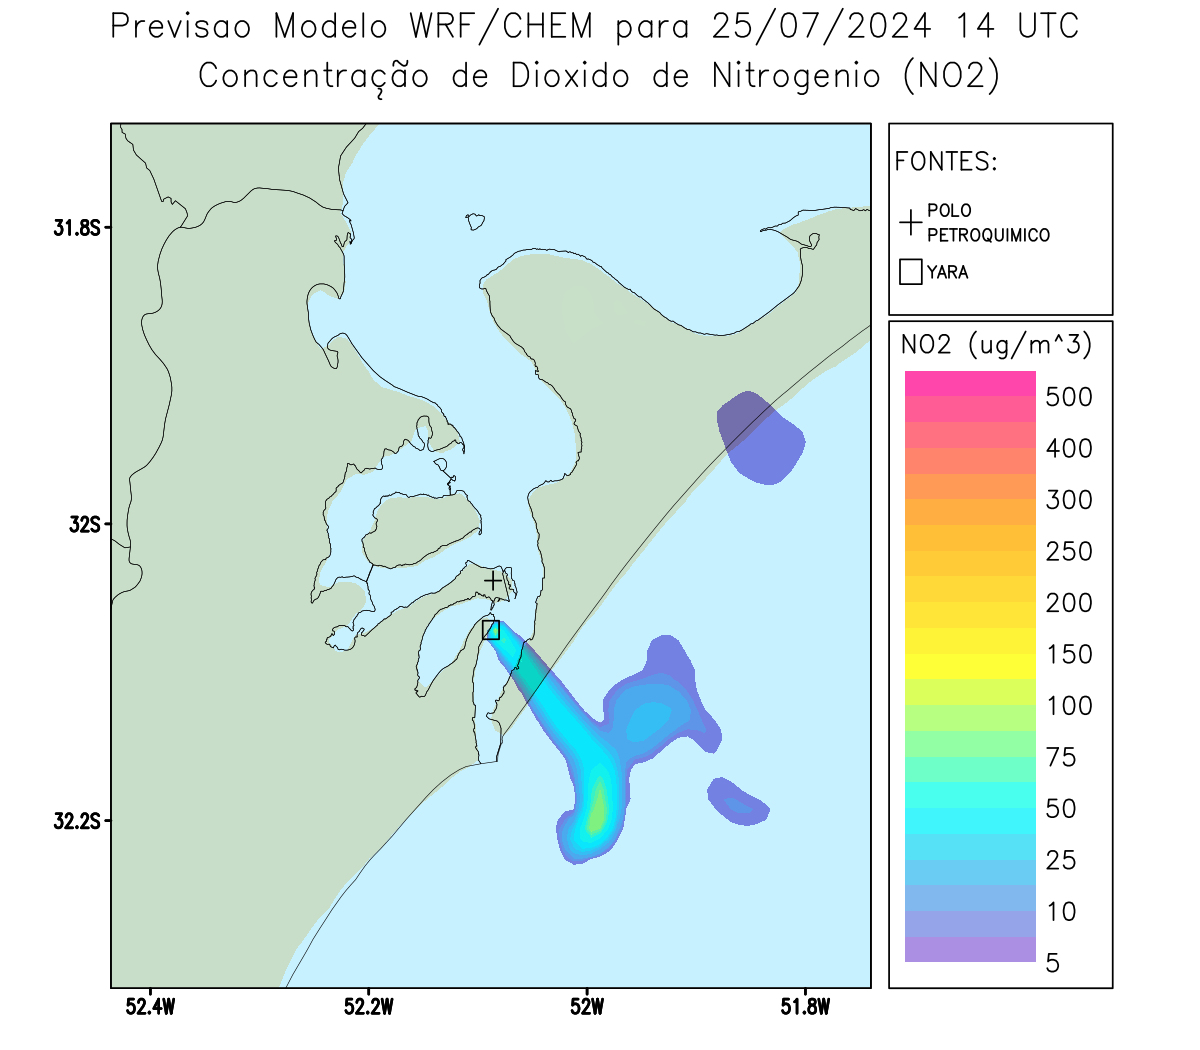 Previsao Modelo WRF/CHEM para 25/07/2024 14 UTC
Concentração de Dioxido de Nitrogenio (NO2)
FONTES:
POLO
PETROQUIMICO
YARA
31.8S
32S
32.2S
52.4W
52.2W
52W
51.8W
NO2 (ug/m^3)
500
400
300
250
200
150
100
75
50
25
10
5